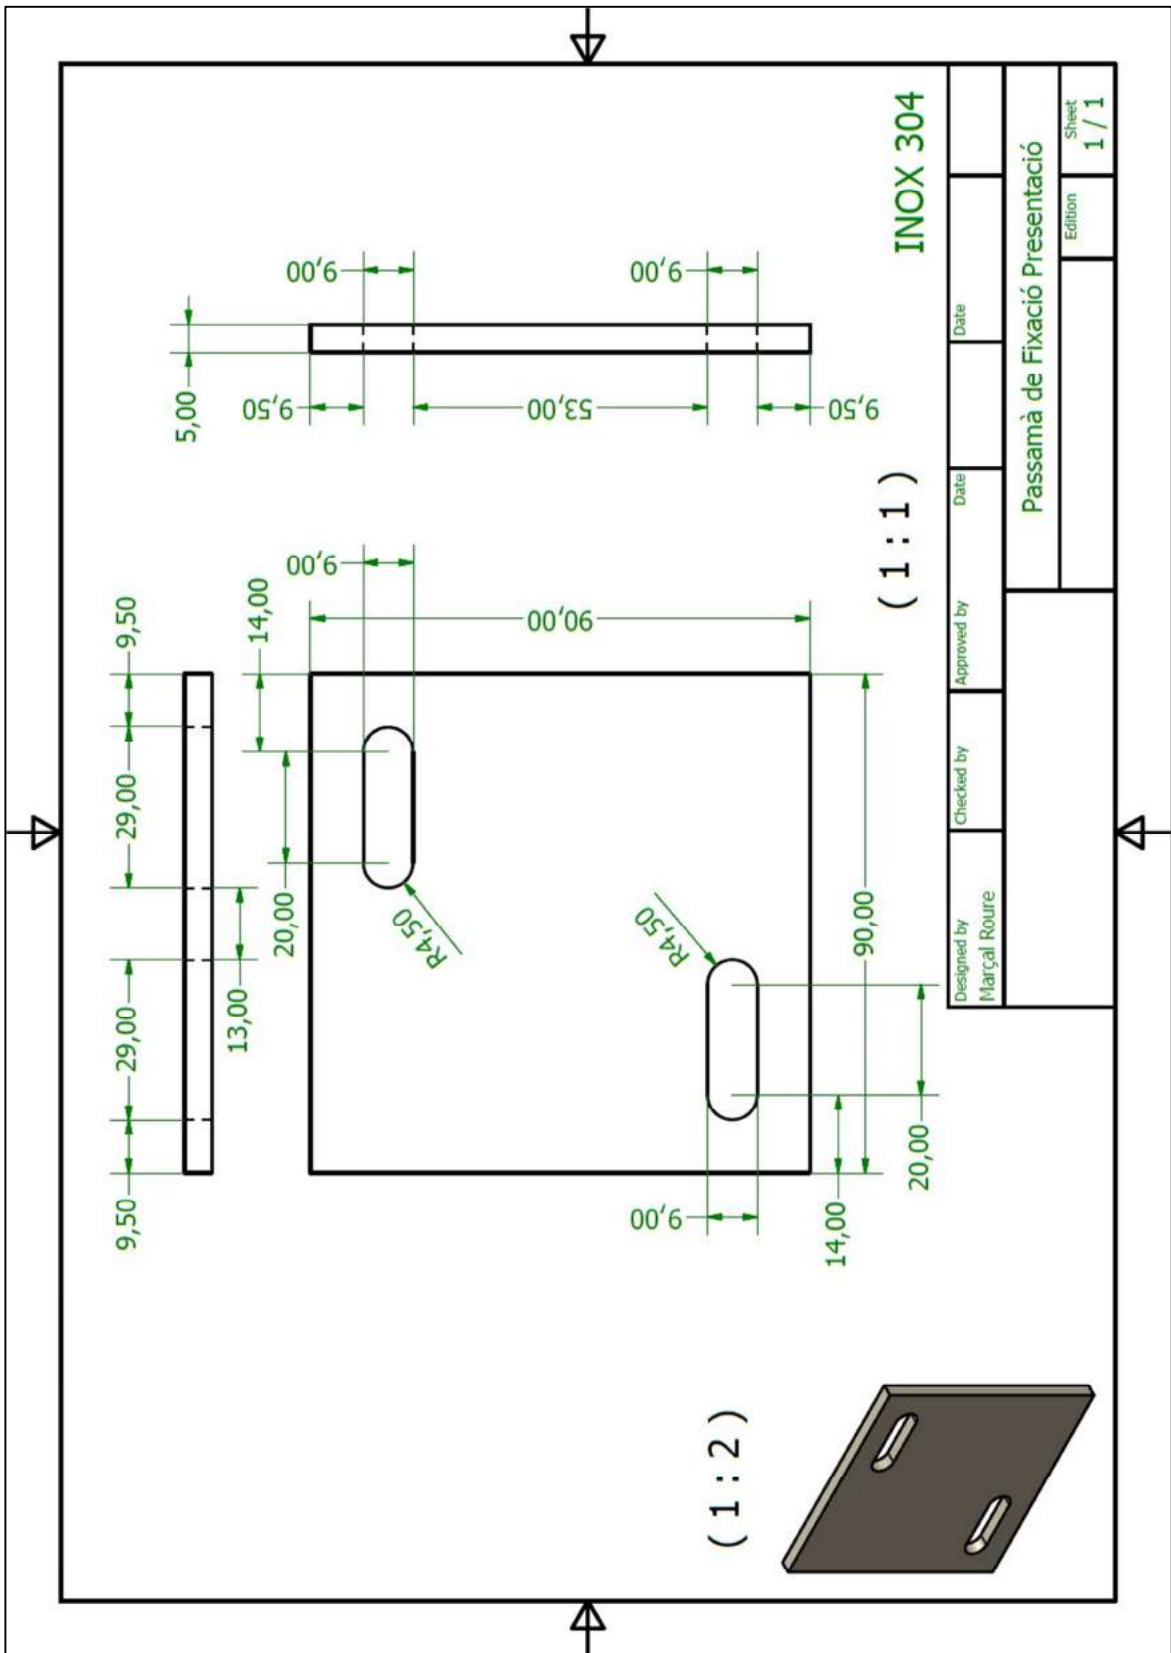 9,50
29,00
13,00
29,00
9,50
5,00
9,50
9,00
53,00
9,00
9,50
14,00
20,00
9,00
R4,50
90,00
R4,50
9,00
90,00
14,00
20,00
( 1 : 1 )
( 1 : 2 )
INOX 304
Designed by
Marçal Roure
Checked by
Approved by
Date
Date
Passamà de Fixació Presentació
Edition
Sheet
1 / 1